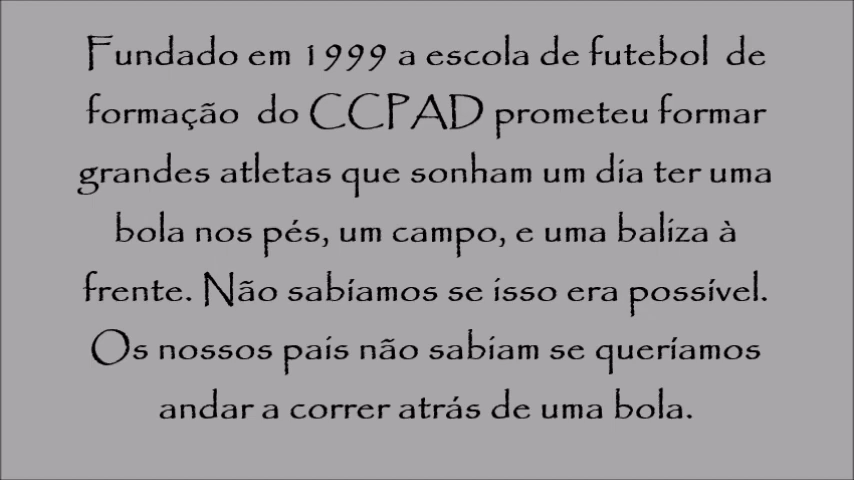 Fundado em 1999 a escola de futebol de
formação do CCPAD prometeu formar
grandes atletas que sonham um dia ter uma
bola nos pés, um campo, e uma baliza à
frente. Não sabíamos se isso era possível.
Os nossos pais não sabiam se queríamos
andar a correr atrás de uma bola.